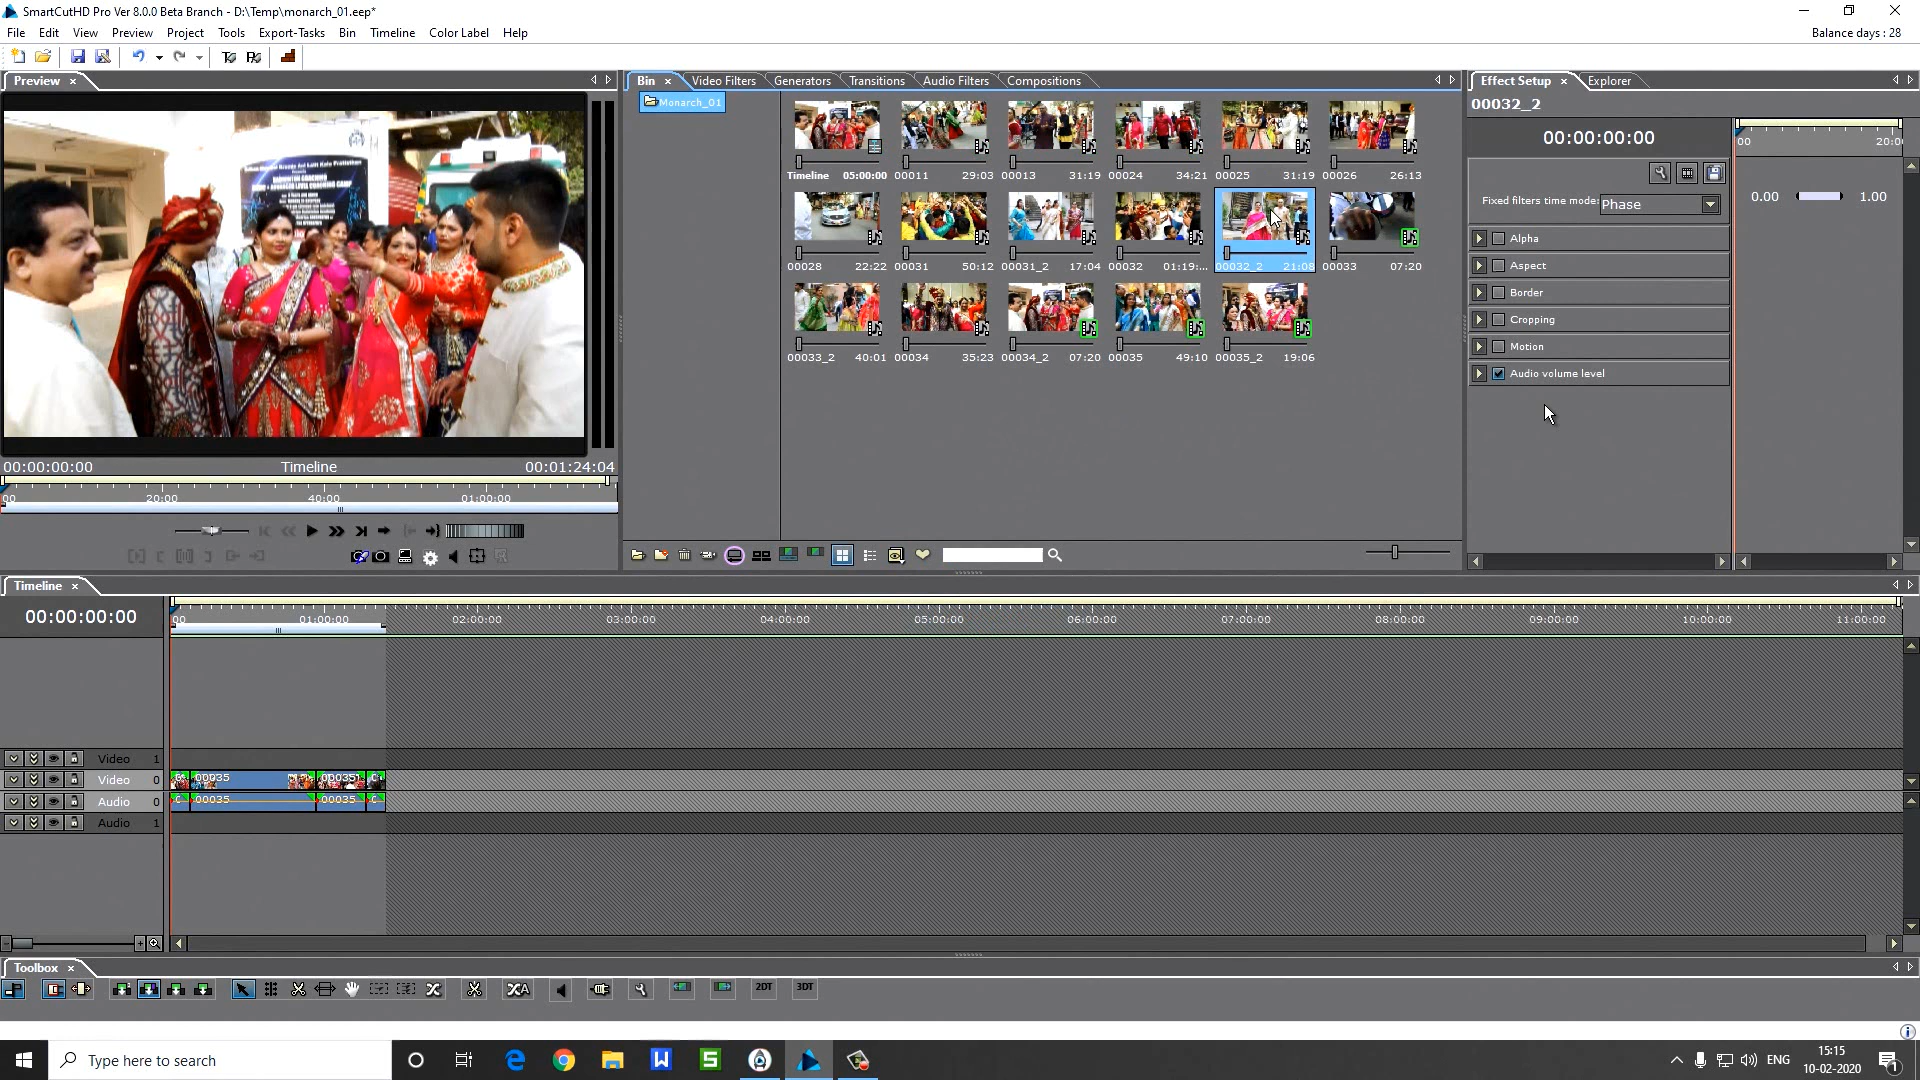 SmartCutHD Pro Ver 8.0.0 Beta Branch - D:\Temp\monarch_01.eep*
File Edit View Preview Project Tools Export-Tasks Bin Timeline Color Label Help
Balance days : 28
Preview
Bin Video Filters Generators Transitions Audio Filters Compositions
Effect Setup Explorer
Monarch_01
Timeline 05:00:00
00011 29:03
00013 31:19
00024 34:21
00025 31:19
00026 26:13
00028 22:22
00031 50:12
00031_2 17:04
00032 01:19:...
00032_2 21:08
00033 07:20
00033_2 40:01
00034 35:23
00034_2 07:20
00035 49:10
00035_2 19:06
00032_2
00:00:00:00
00 20:0
Fixed filters time mode: Phase
0.00 1.00
Alpha
Aspect
Border
Cropping
Motion
Audio volume level
00:00:00:00 Timeline 00:01:24:04
00 20:00 40:00 01:00:00
Timeline
00:00:00:00
00 01:00:00 02:00:00 03:00:00 04:00:00 05:00:00 06:00:00 07:00:00 08:00:00 09:00:00 10:00:00 11:00:00
Video 1
Video 0
00035 00035
Audio 0
00035 00035
Audio 1
Toolbox
2DT 3DT
Type here to search
ENG
15:15
10-02-2020
1